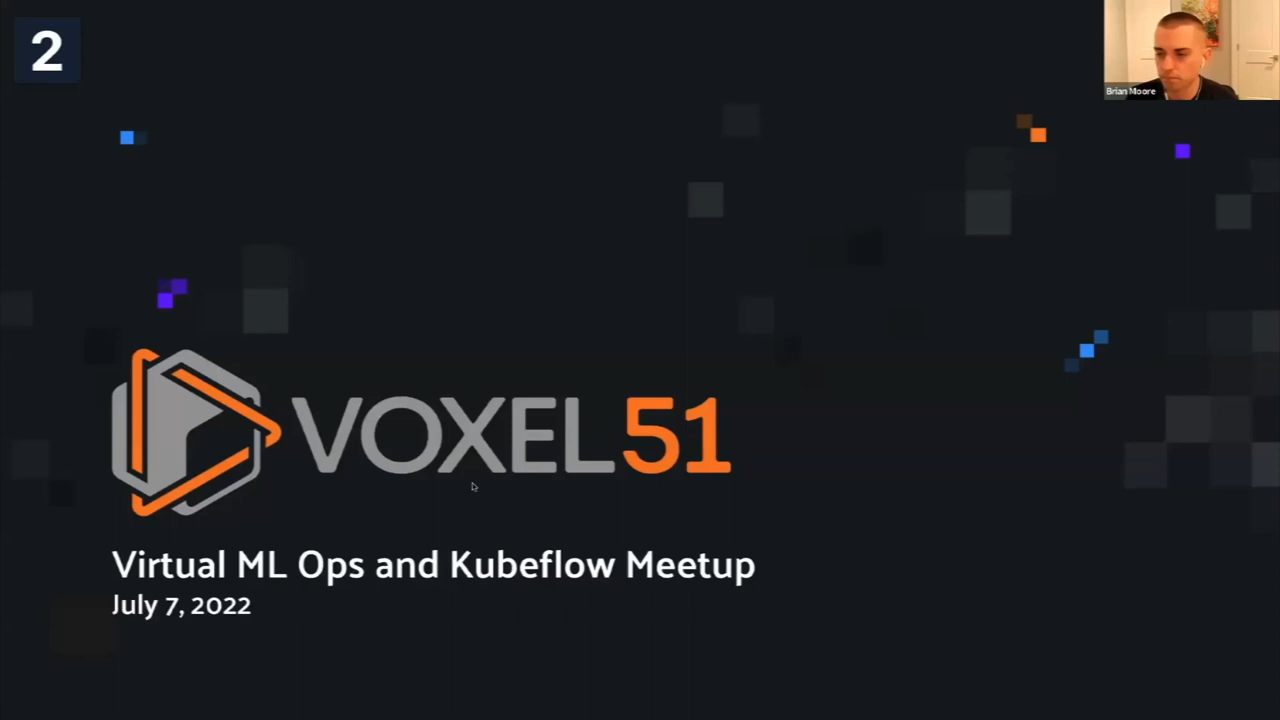 2
Brian Moore
VOXEL51
Virtual ML Ops and Kubeflow Meetup
July 7, 2022